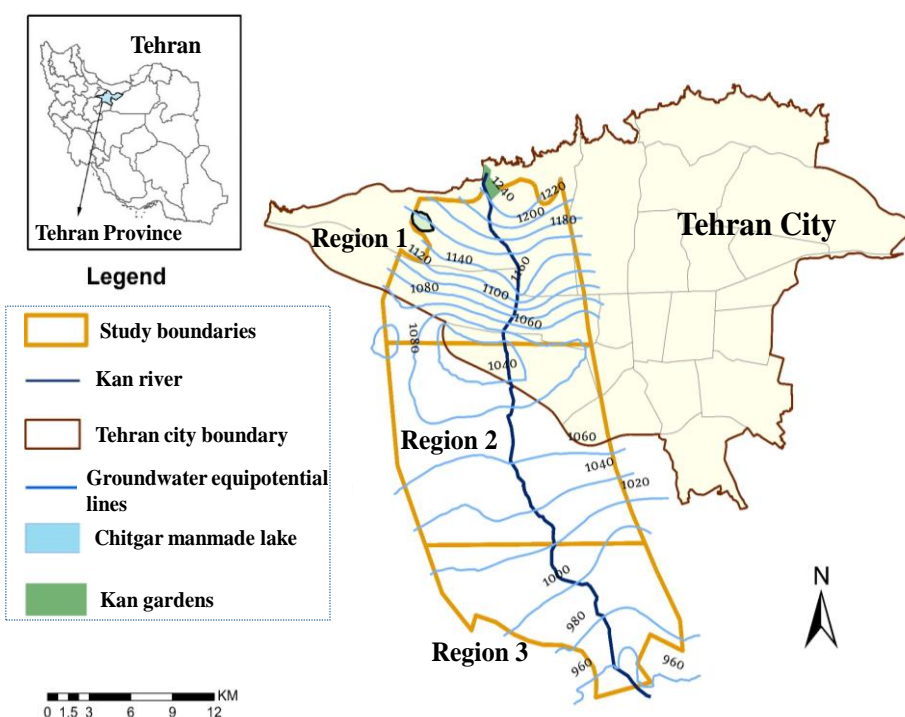 Tehran
Tehran Province
Legend
Study boundaries
Kan river
Tehran city boundary
Groundwater equipotential
lines
Chitgar manmade lake
Kan gardens
KM
0 1.5 3 6 9 12
Tehran City
Region 1
Region 2
Region 3
N
1240
1220
1200
1180
1160
1140
1120
1100
1080
1060
1080
1040
1060
1040
1020
1000
980
960
960